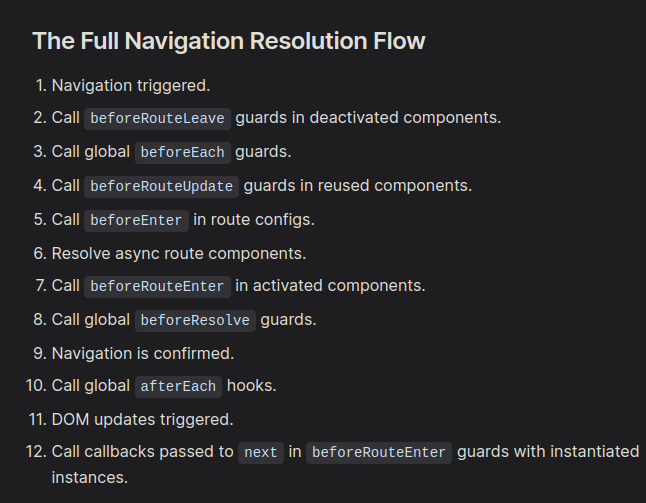 The Full Navigation Resolution Flow
1. Navigation triggered.
2. Call beforeRouteLeave guards in deactivated components.
3. Call global beforeEach guards.
4. Call beforeRouteUpdate guards in reused components.
5. Call beforeEnter in route configs.
6. Resolve async route components.
7. Call beforeRouteEnter in activated components.
8. Call global beforeResolve guards.
9. Navigation is confirmed.
10. Call global afterEach hooks.
11. DOM updates triggered.
12. Call callbacks passed to next in beforeRouteEnter guards with instantiated
instances.